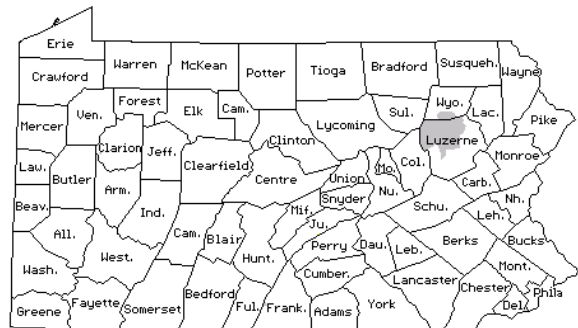 Erie
Crawford
Warren
McKean
Potter
Tioga
Bradford
Susqueh.
Wayne
Mercer
Ven.
Forest
Elk
Cam.
Clinton
Lycoming
Sul.
Wyo.
Lac.
Pike
Luzerne
Monroe
Law.
Butler
Clarion
Jeff.
Clearfield
Centre
Union
Snyder
Mo.
Nu.
Col.
Carb.
Nh.
Beav.
Arm.
Ind.
Cam.
Blair
Hunt.
Mif.
Ju.
Perry
Dau.
Leb.
Schu.
Berks
Leh.
Bucks
All.
West.
Wash.
Greene
Fayette
Somerset
Bedford
Ful.
Frank.
Cumber.
Adams
York
Lancaster
Chester
Mont.
Del.
Phila